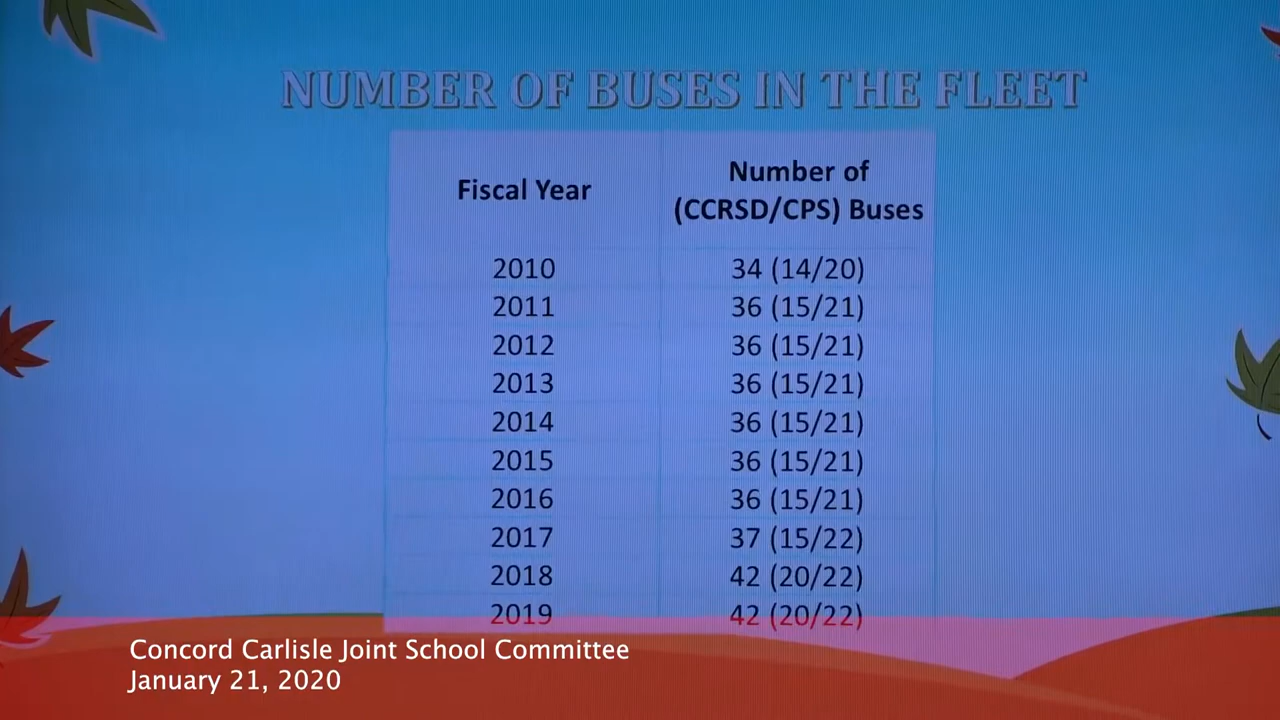 NUMBER OF BUSES IN THE FLEET
Fiscal Year
Number of
(CCRSD/CPS) Buses
2010 34 (14/20)
2011 36 (15/21)
2012 36 (15/21)
2013 36 (15/21)
2014 36 (15/21)
2015 36 (15/21)
2016 36 (15/21)
2017 37 (15/22)
2018 42 (20/22)
2019 42 (20/22)
Concord Carlisle Joint School Committee
January 21, 2020